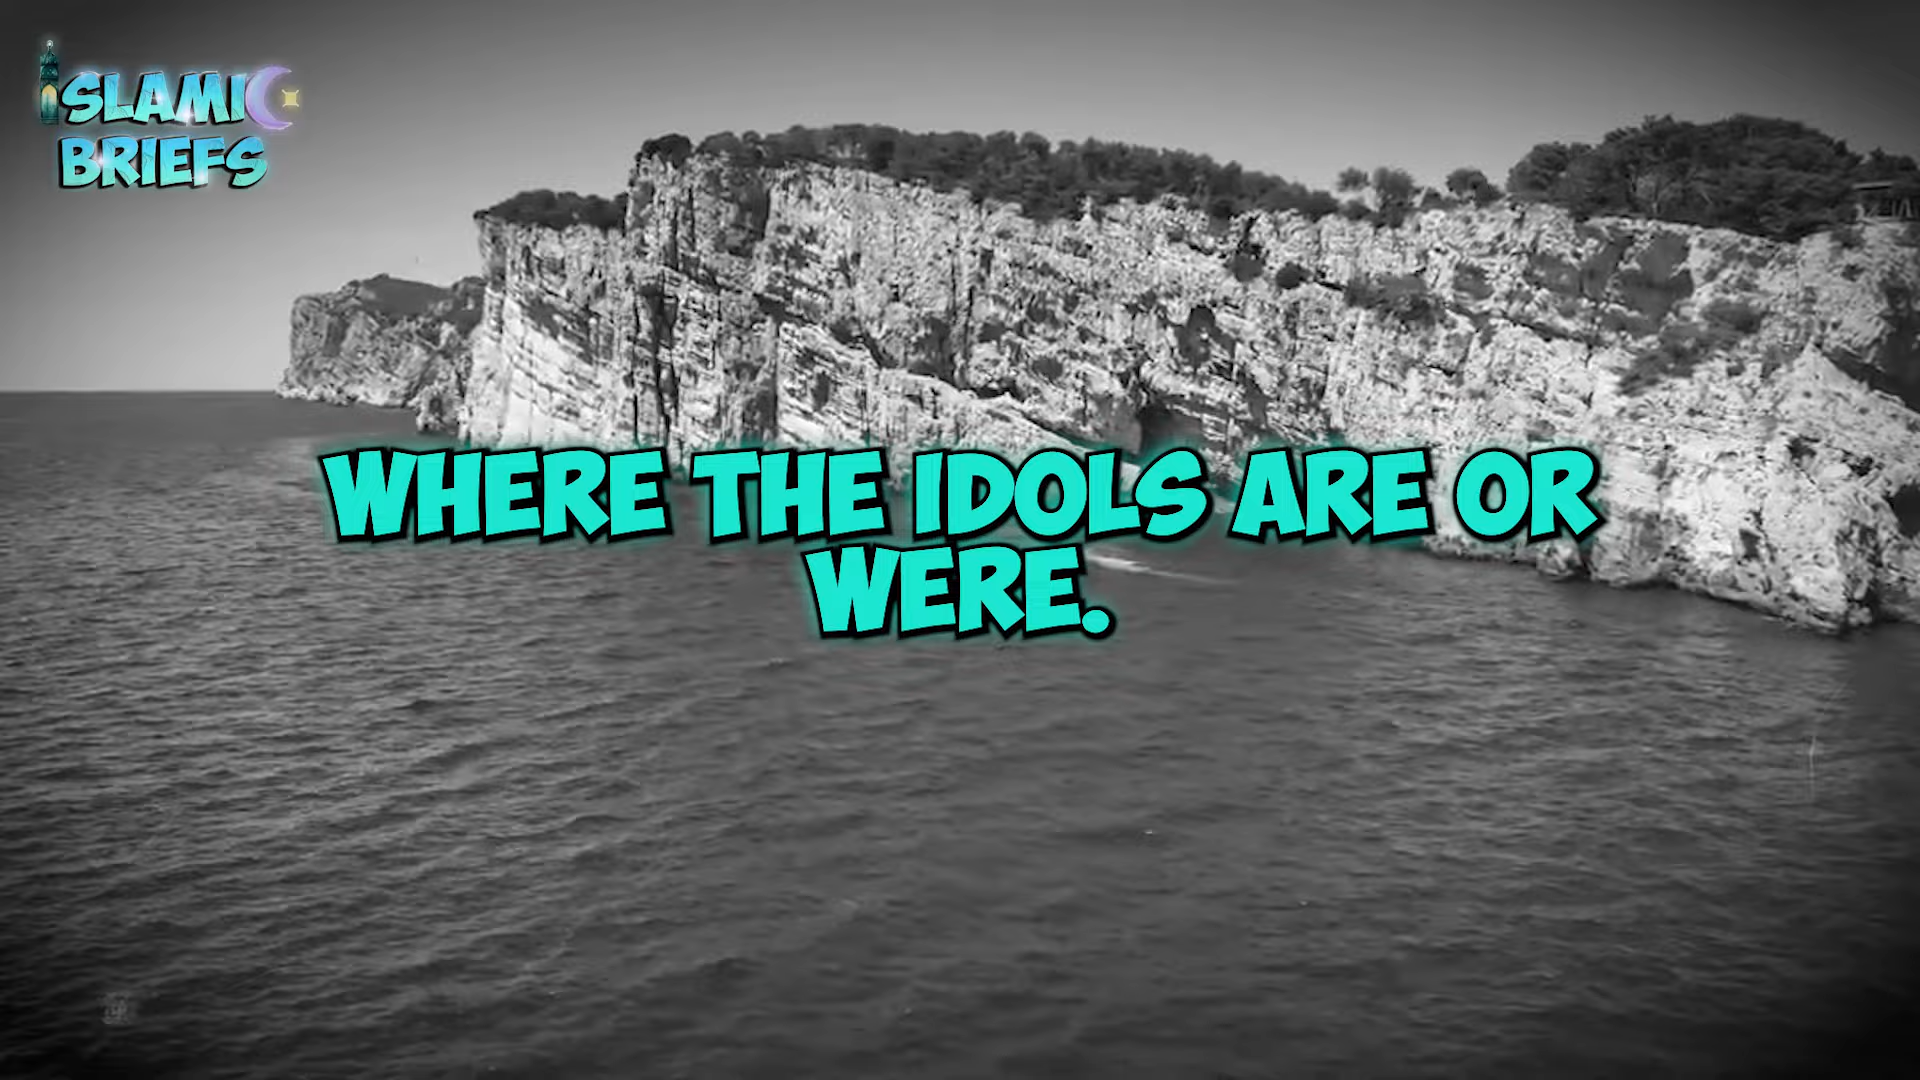 ISLAMIC
BRIEFS
WHERE THE IDOLS ARE OR
WERE.